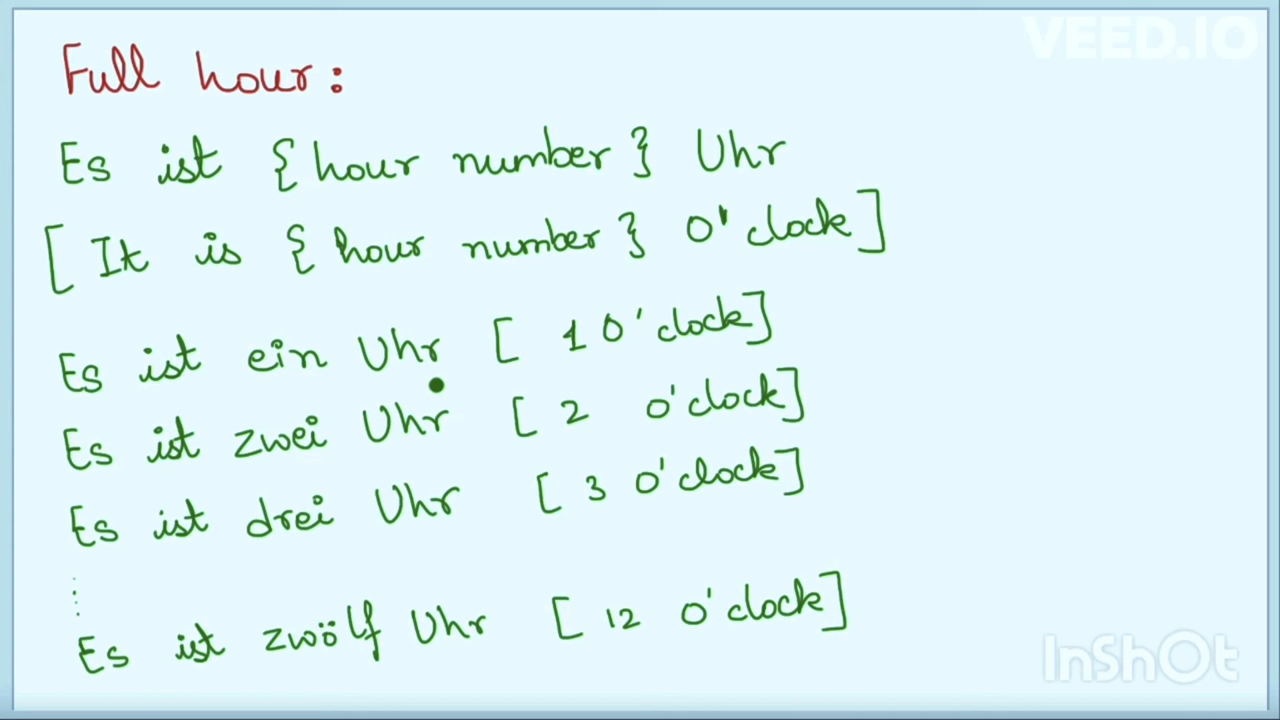 VEED.IO
Full hour:
Es ist {hour number} Uhr
[It is {hour number} O'clock]
Es ist ein Uhr [ 1 O'clock]
Es ist zwei Uhr [ 2 O'clock]
Es ist drei Uhr [ 3 O'clock]
Es ist zwölf Uhr [ 12 O'clock]
InShOt